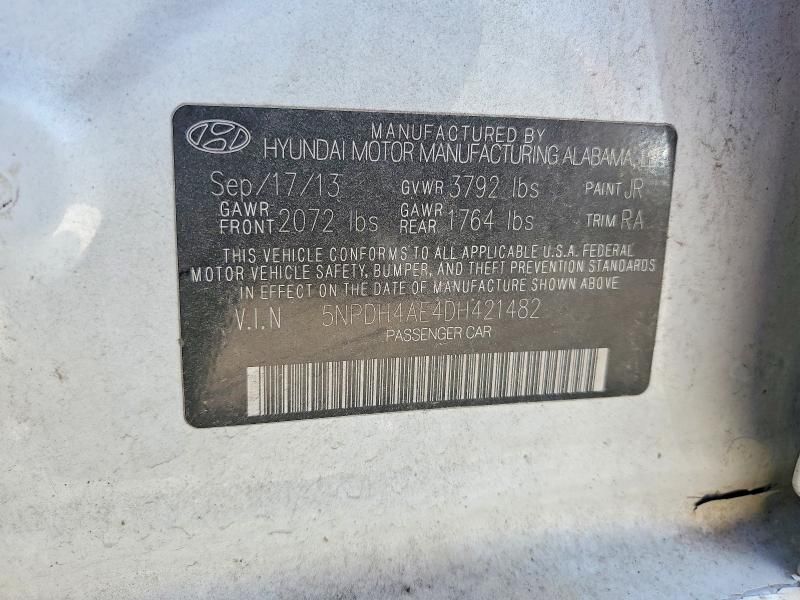 MANUFACTURED BY
HYUNDAI MOTOR MANUFACTURING ALABAMA,
Sep/17/13 GVWR 3792 lbs PAINT JR
GAWR FRONT 2072 lbs GAWR REAR 1764 lbs TRIM RA
THIS VEHICLE CONFORMS TO ALL APPLICABLE U.S.A. FEDERAL
MOTOR VEHICLE SAFETY, BUMPER, AND THEFT PREVENTION STANDARDS
IN EFFECT ON THE DATE OF MANUFACTURE SHOWN ABOVE
V.I.N 5NPDH4AE4DH421482
PASSENGER CAR